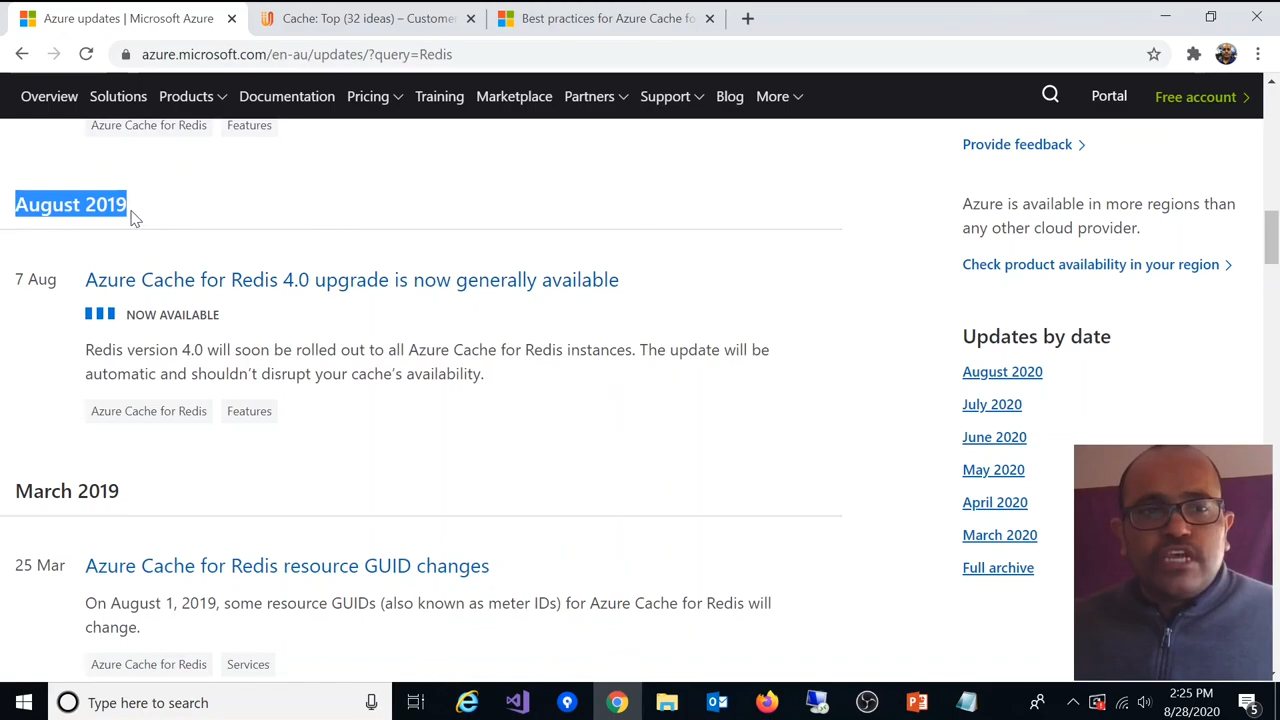 Azure updates | Microsoft Azure
Cache: Top (32 ideas) – Customer
Best practices for Azure Cache fo
azure.microsoft.com/en-au/updates/?query=Redis
Overview Solutions Products Documentation Pricing Training Marketplace Partners Support Blog More Portal Free account
Azure Cache for Redis Features
Provide feedback
August 2019
Azure is available in more regions than
any other cloud provider.
Check product availability in your region
7 Aug Azure Cache for Redis 4.0 upgrade is now generally available
NOW AVAILABLE
Redis version 4.0 will soon be rolled out to all Azure Cache for Redis instances. The update will be
automatic and shouldn’t disrupt your cache’s availability.
Azure Cache for Redis Features
Updates by date
August 2020
July 2020
June 2020
May 2020
April 2020
March 2020
Full archive
March 2019
25 Mar Azure Cache for Redis resource GUID changes
On August 1, 2019, some resource GUIDs (also known as meter IDs) for Azure Cache for Redis will
change.
Azure Cache for Redis Services
Type here to search
2:25 PM
8/28/2020
5